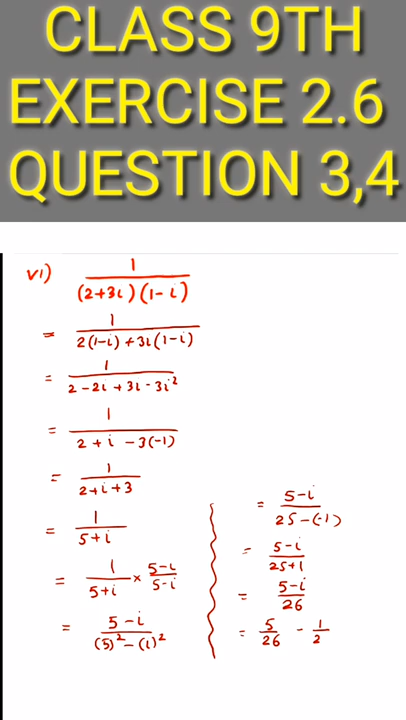 CLASS 9TH
EXERCISE 2.6
QUESTION 3,4
vi) 1/((2+3i)(1-i))
= 1/(2(1-i)+3i(1-i))
= 1/(2-2i+3i-3i²)
= 1/(2+i-3(-1))
= 1/(2+i+3)
= 1/(5+i)
= 1/(5+i) × (5-i)/(5-i)
= (5-i)/((5)²-(i)²)
= (5-i)/(25-(-1))
= (5-i)/(25+1)
= (5-i)/26
= 5/26 - 1/2